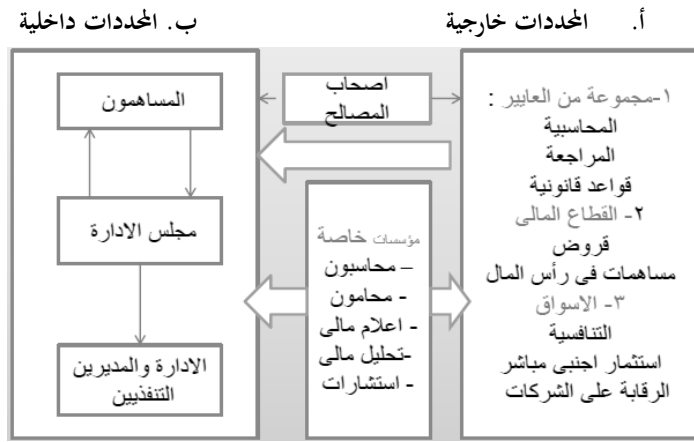 أ. المحددات خارجية
ب. المحددات داخلية
١-مجموعة من العايير :
المحاسبية
المراجعة
قواعد قانونية
٢- القطاع المالى
قروض
مساهمات فى رأس المال
٣- الاسواق
التنافسية
استثمار اجنبى مباشر
الرقابة على الشركات
اصحاب
المصالح
مؤسسات خاصة
– محاسبون
- محامون
- اعلام مالى
-تحليل مالى
- استشارات
المساهمون
مجلس الادارة
الادارة والمديرين
التنفذيين